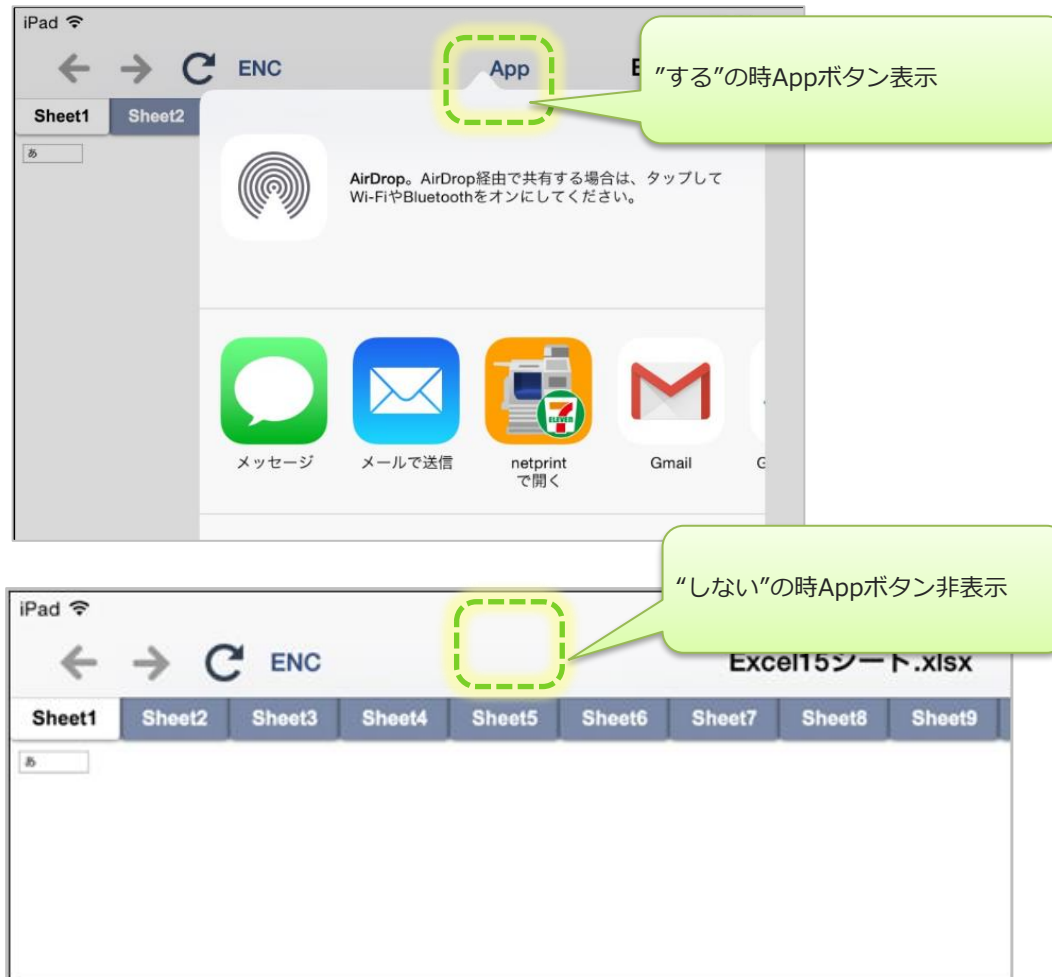 iPad
ENC
App
E
”する”の時Appボタン表示
Sheet1
Sheet2
あ
AirDrop。AirDrop経由で共有する場合は、タップして
Wi-FiやBluetoothをオンにしてください。
7
ELEVEN
メッセージ
メールで送信
netprint
で開く
Gmail
G
“しない”の時Appボタン非表示
iPad
ENC
Excel15シート.xlsx
Sheet1
Sheet2
Sheet3
Sheet4
Sheet5
Sheet6
Sheet7
Sheet8
Sheet9
あ